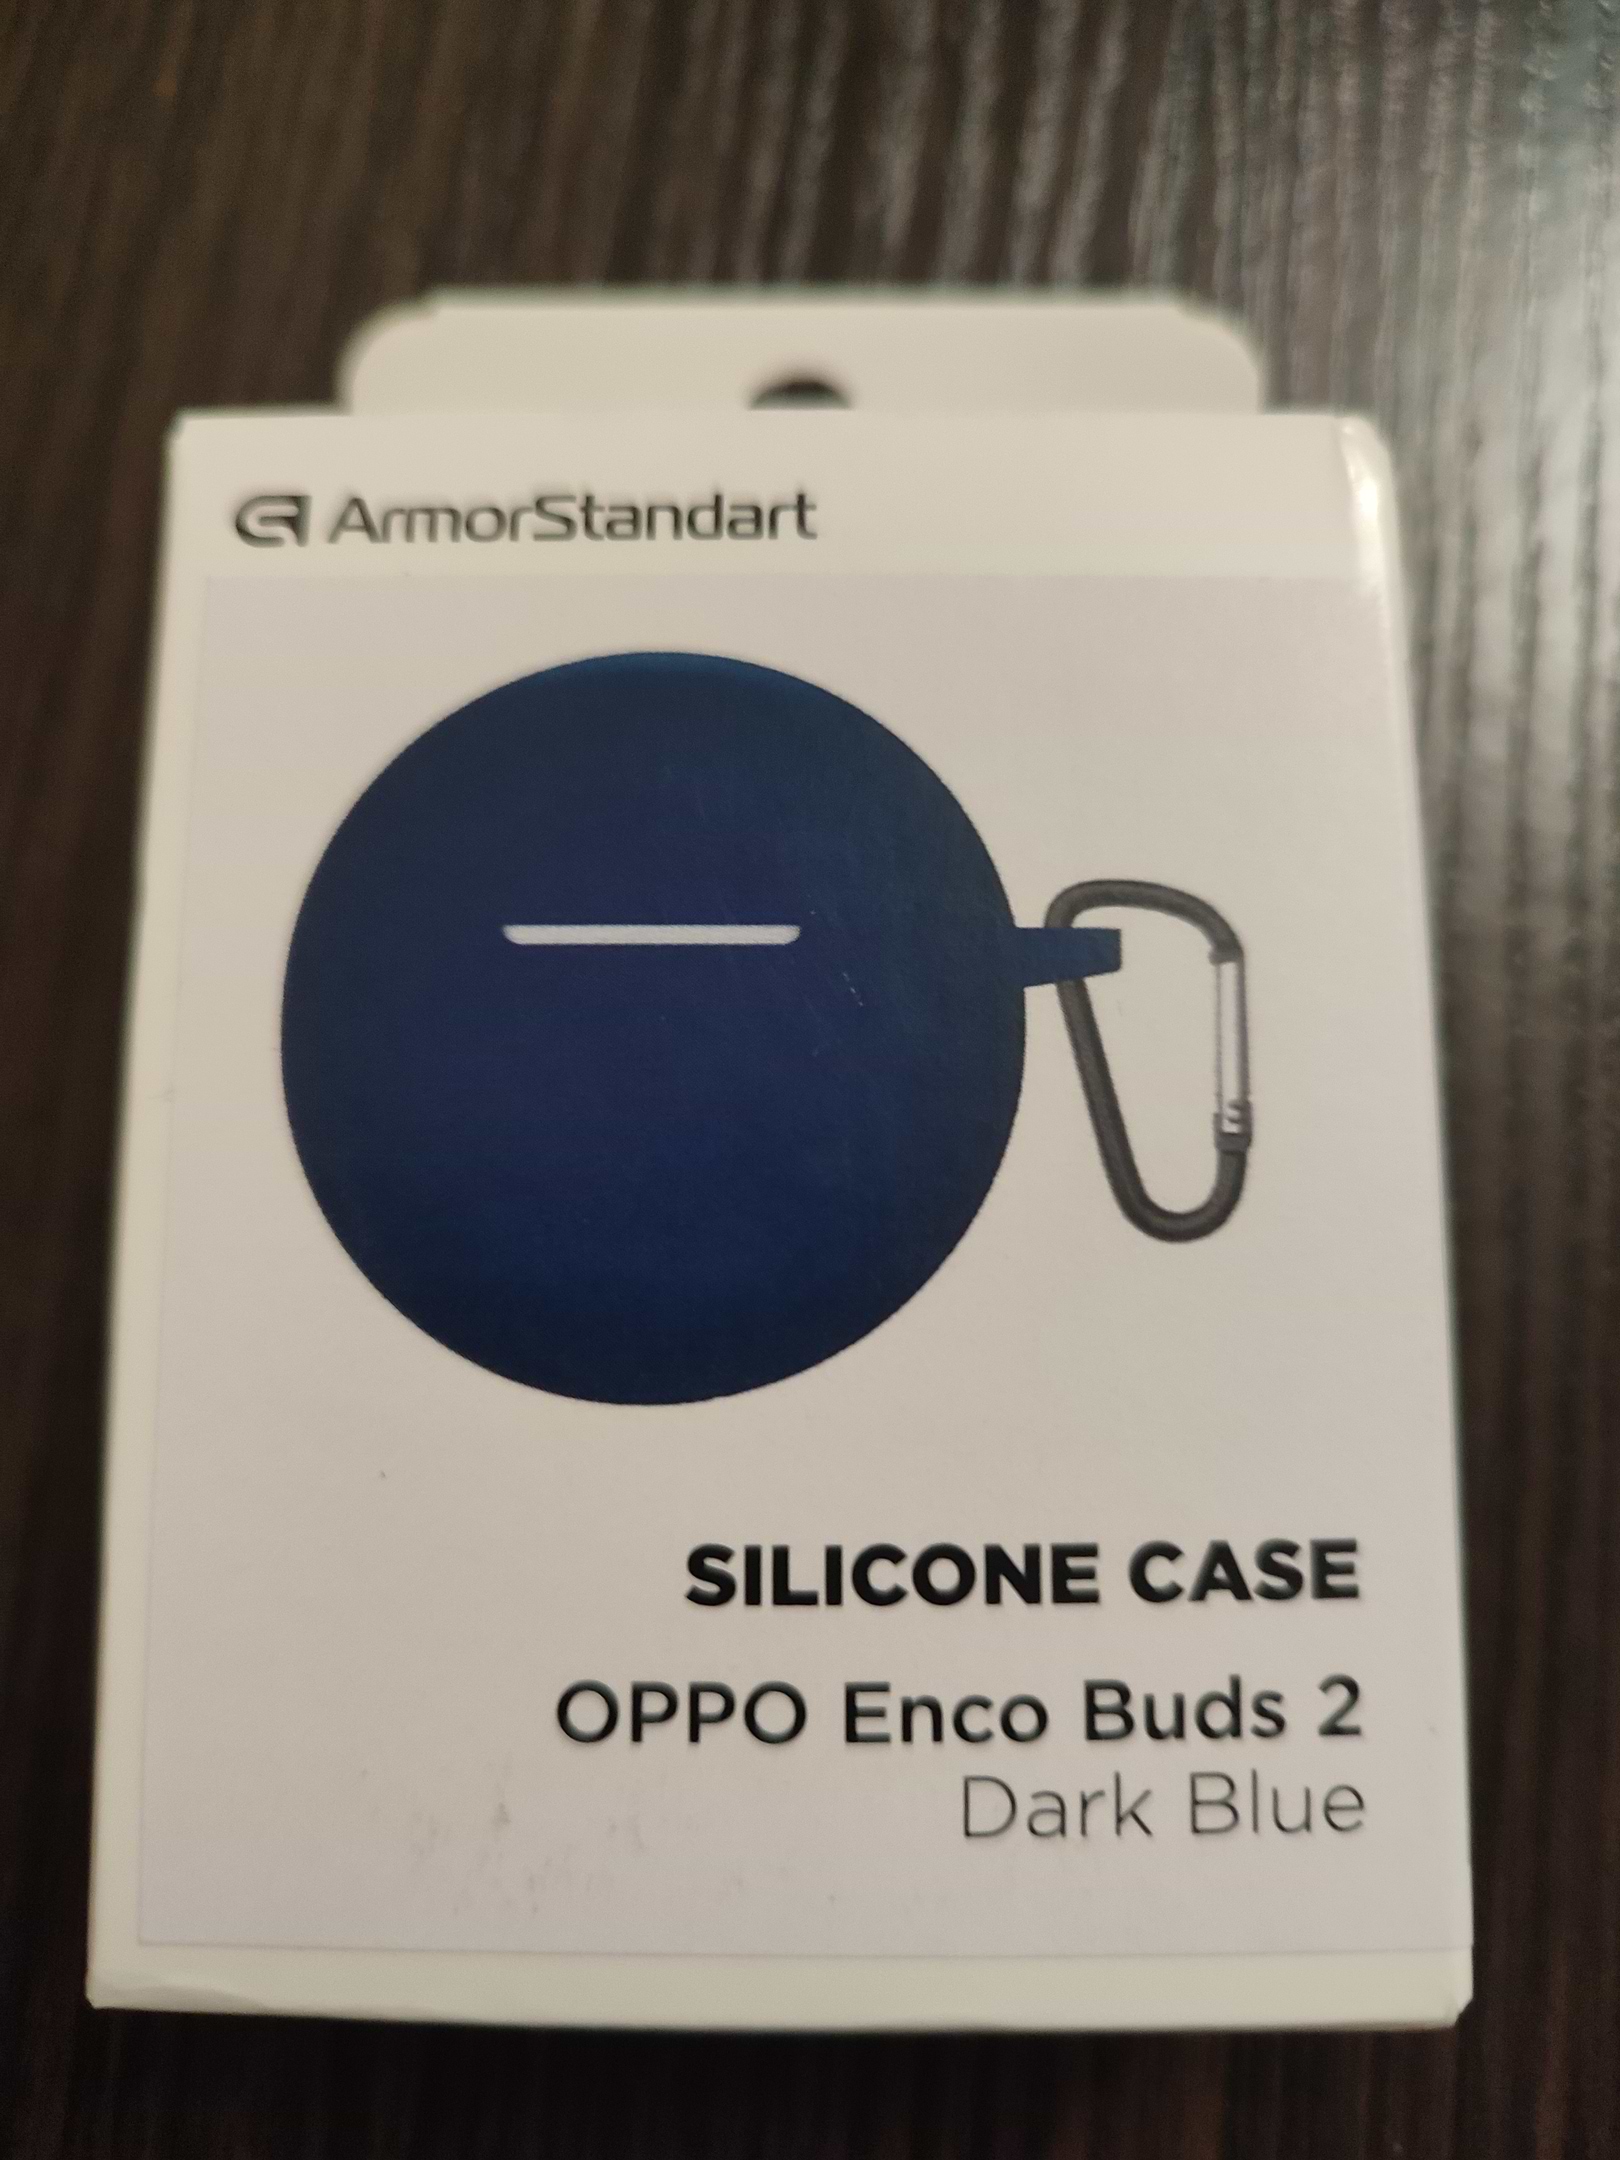 ArmorStandart
SILICONE CASE
OPPO Enco Buds 2
Dark Blue